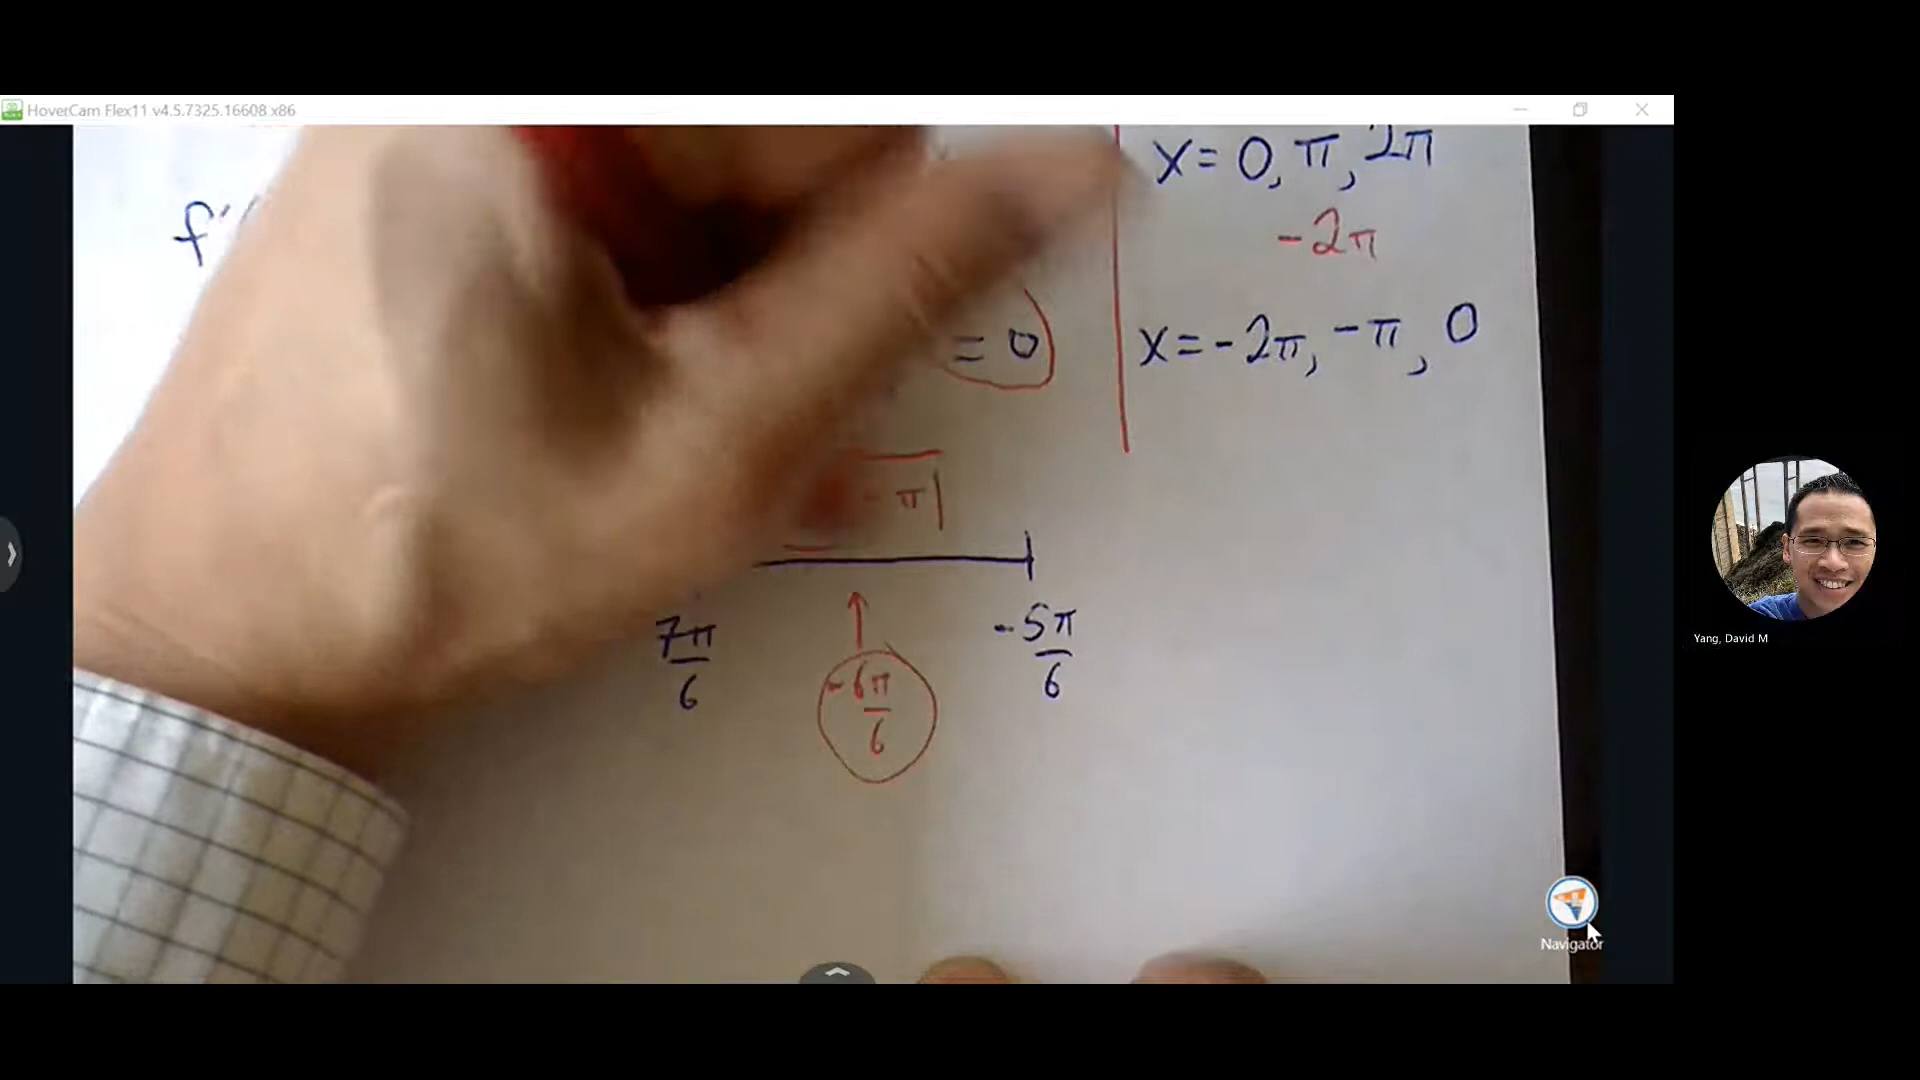 HoverCam Flex11 v4.5.7325.16608.x86
x = 0, π, 2π
f'
-2π
= 0
x = -2π, -π, 0
= π
7π/6
-6π/6
-5π/6
Yang, David M
Navigator